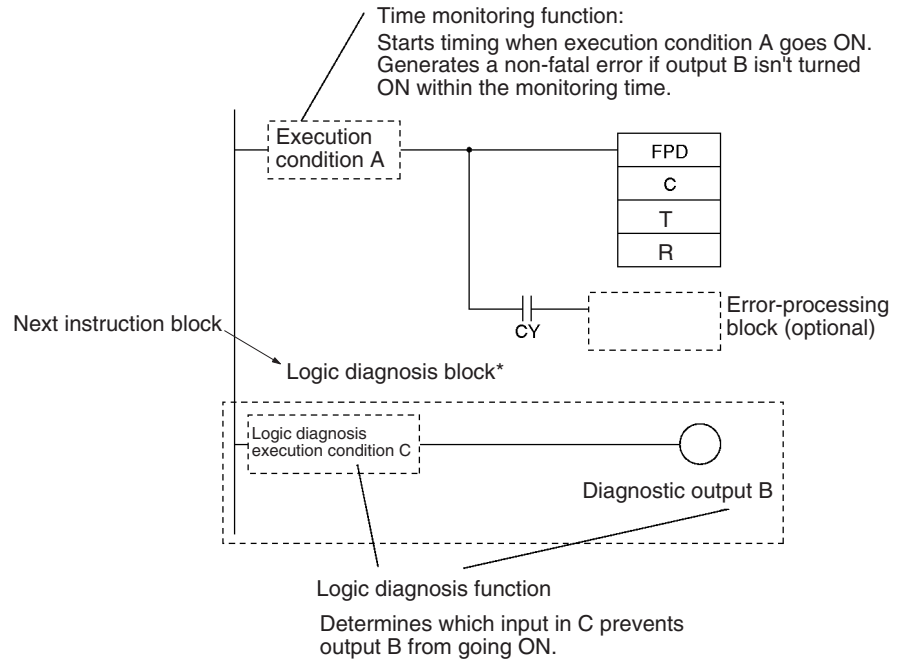 Time monitoring function:
Starts timing when execution condition A goes ON.
Generates a non-fatal error if output B isn't turned
ON within the monitoring time.
Execution
condition A
FPD
C
T
R
Error-processing
block (optional)
CY
Next instruction block
Logic diagnosis block*
Logic diagnosis
execution condition C
Diagnostic output B
Logic diagnosis function
Determines which input in C prevents
output B from going ON.